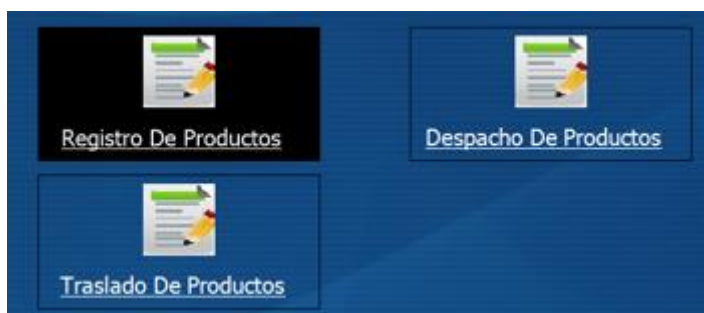 Registro De Productos
Despacho De Productos
Traslado De Productos